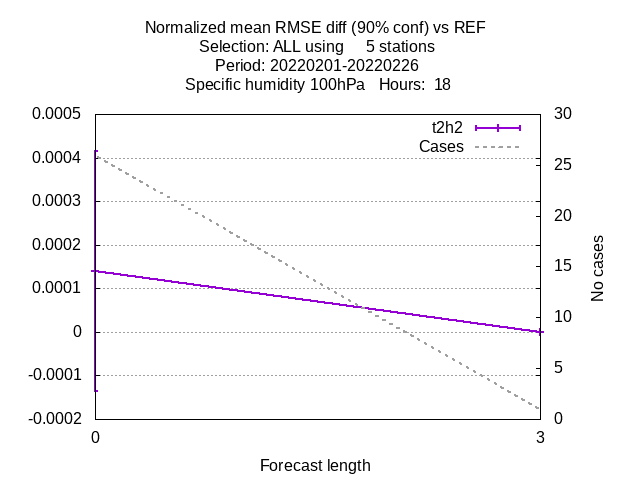 Normalized mean RMSE diff (90% conf) vs REF
Selection: ALL using     5 stations
Period: 20220201-20220226
Specific humidity 100hPa   Hours:  18
t2h2
Cases
0.0005
0.0004
0.0003
0.0002
0.0001
0
-0.0001
-0.0002
30
25
20
15
10
5
0
No cases
0
3
Forecast length